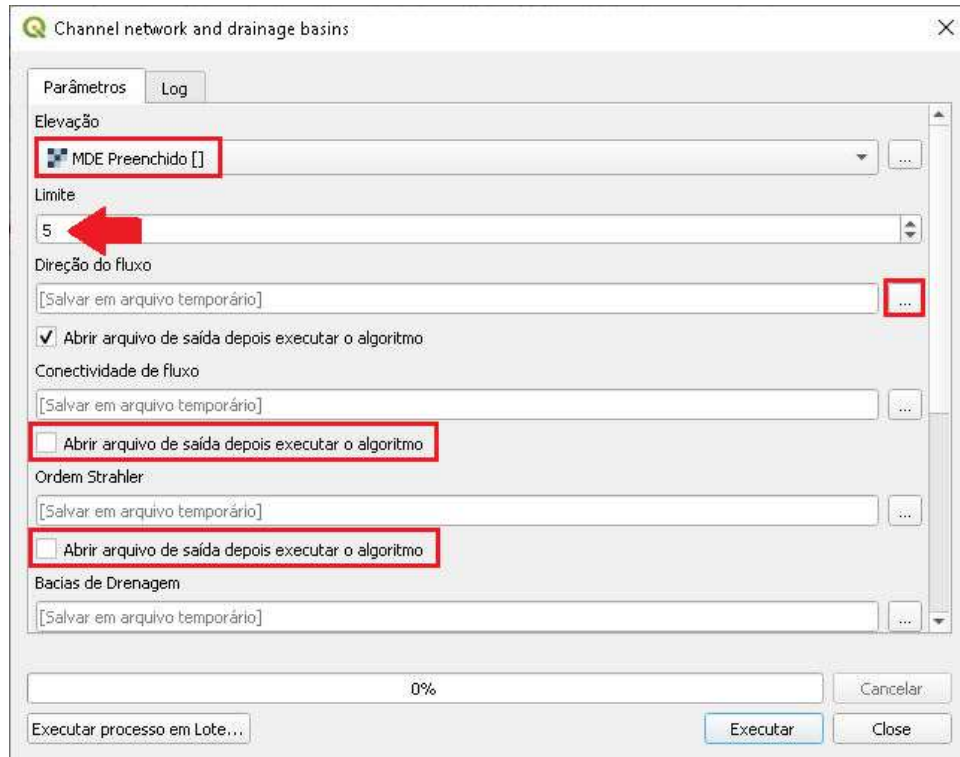 Channel network and drainage basins
Parâmetros Log
Elevação
MDE Preenchido []
...
Limite
5
Direção do fluxo
[Salvar em arquivo temporário]
...
Abrir arquivo de saída depois executar o algoritmo
Conectividade de fluxo
[Salvar em arquivo temporário]
...
Abrir arquivo de saída depois executar o algoritmo
Ordem Strahler
[Salvar em arquivo temporário]
...
Abrir arquivo de saída depois executar o algoritmo
Bacias de Drenagem
[Salvar em arquivo temporário]
...
0%
Cancelar
Executar processo em Lote...
Executar
Close